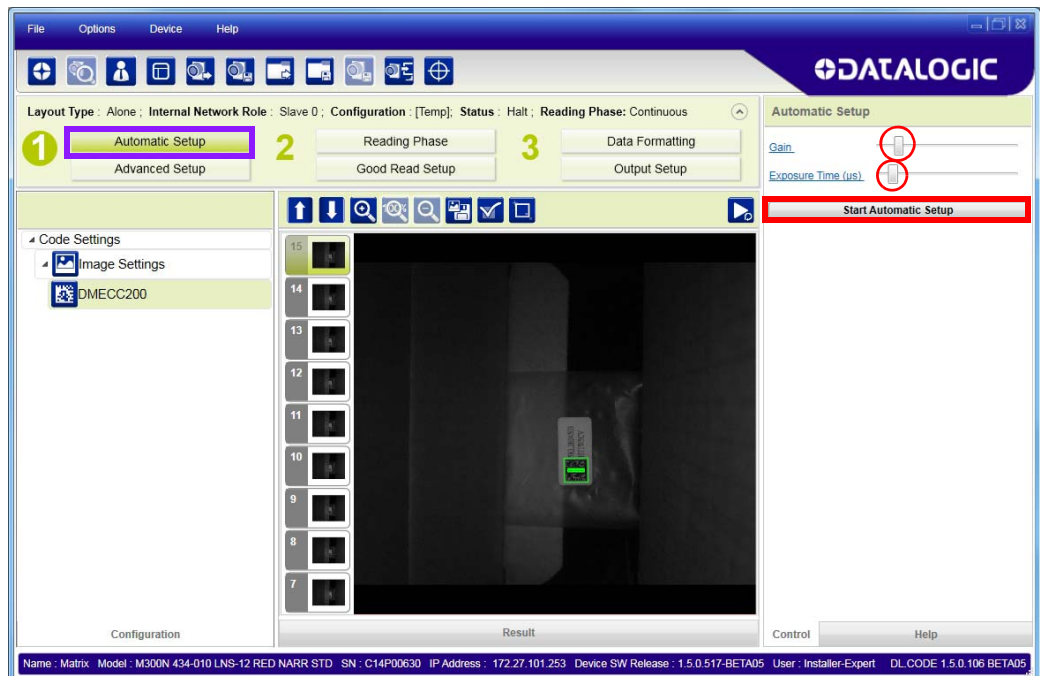 File Options Device Help
DATALOGIC
Layout Type : Alone ; Internal Network Role : Slave 0 ; Configuration : [Temp]; Status : Halt ; Reading Phase: Continuous
1 Automatic Setup 2 Reading Phase 3 Data Formatting
Advanced Setup Good Read Setup Output Setup
Automatic Setup
Gain
Exposure Time (µs)
Start Automatic Setup
Code Settings
Image Settings
DMECC200
100%
15
14
13
12
11
10
9
8
7
Configuration
Result
Control Help
Name : Matrix Model : M300N 434-010 LNS-12 RED NARR STD SN : C14P00630 IP Address : 172.27.101.253 Device SW Release : 1.5.0.517-BETA05 User : Installer-Expert DL.CODE 1.5.0.106 BETA05